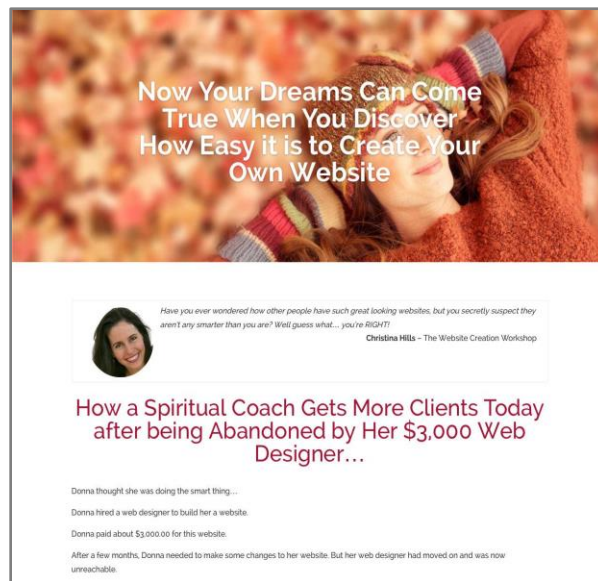 Now Your Dreams Can Come
True When You Discover
How Easy it is to Create Your
Own Website
Have you ever wondered how other people have such great looking websites, but you secretly suspect they
aren't any smarter than you are? Well guess what... you're RIGHT!
Christina Hills – The Website Creation Workshop
How a Spiritual Coach Gets More Clients Today
after being Abandoned by Her $3,000 Web
Designer…
Donna thought she was doing the smart thing…
Donna hired a web designer to build her a website.
Donna paid about $3,000.00 for this website.
After a few months, Donna needed to make some changes to her website. But her web designer had moved on and was now
unreachable.